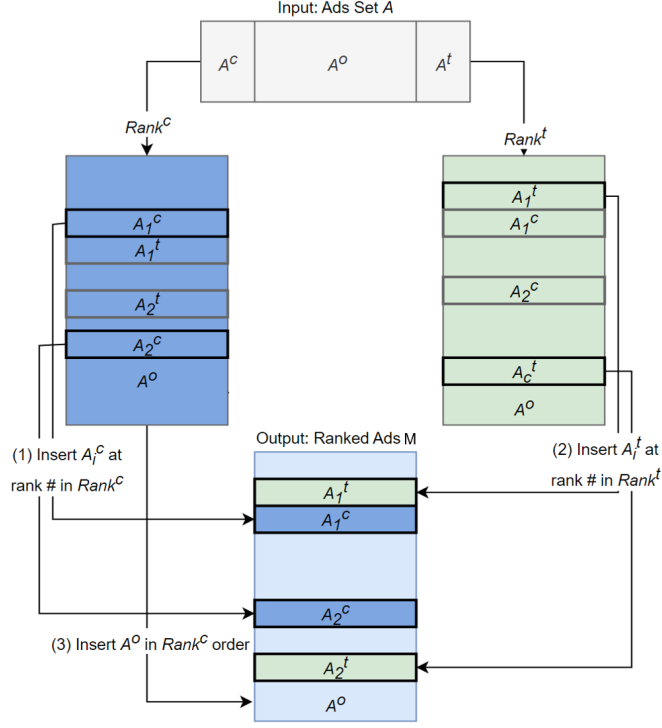 Input: Ads Set A
A^c A^o A^t
Rank^c
Rank^t
A_1^c
A_1^t
A_2^t
A_2^c
A^o
A_1^t
A_1^c
A_2^c
A_c^t
A^o
(1) Insert A_i^c at
rank # in Rank^c
(2) Insert A_i^t at
rank # in Rank^t
Output: Ranked Ads M
A_1^t
A_1^c
A_2^c
A_2^t
A^o
(3) Insert A^o in Rank^c order